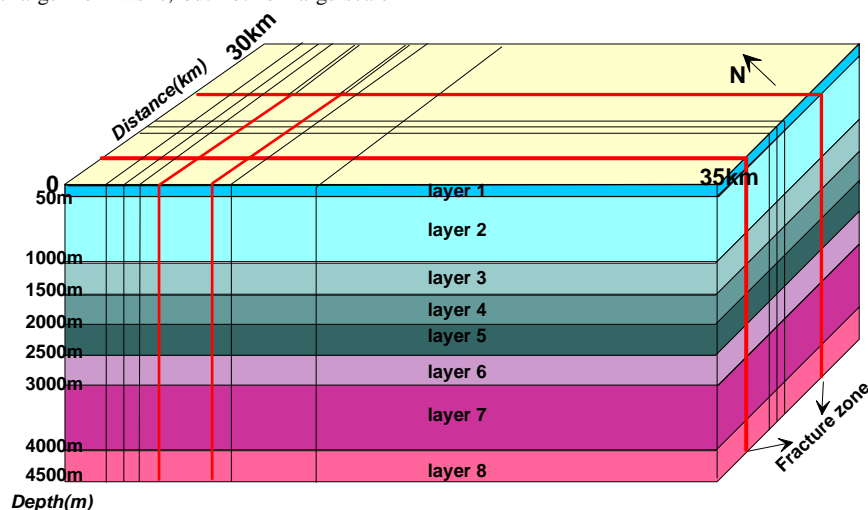 30km
Distance(km)
N
0
35km
50m
layer 1
layer 2
1000m
layer 3
1500m
layer 4
2000m
layer 5
2500m
layer 6
3000m
layer 7
4000m
layer 8
4500m
Fracture zone
Depth(m)